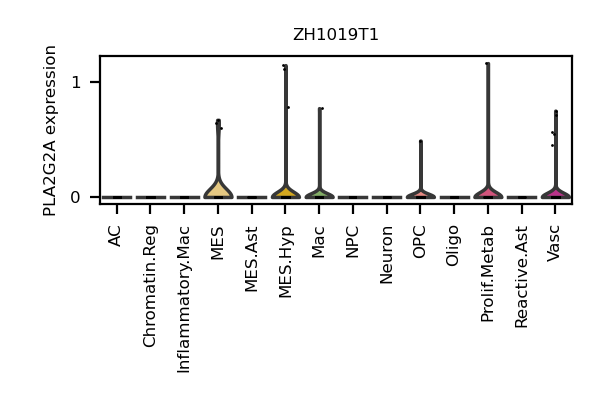 ZH1019T1
PLA2G2A expression
1
0
AC
Chromatin.Reg
Inflammatory.Mac
MES
MES.Ast
MES.Hyp
Mac
NPC
Neuron
OPC
Oligo
Prolif.Metab
Reactive.Ast
Vasc